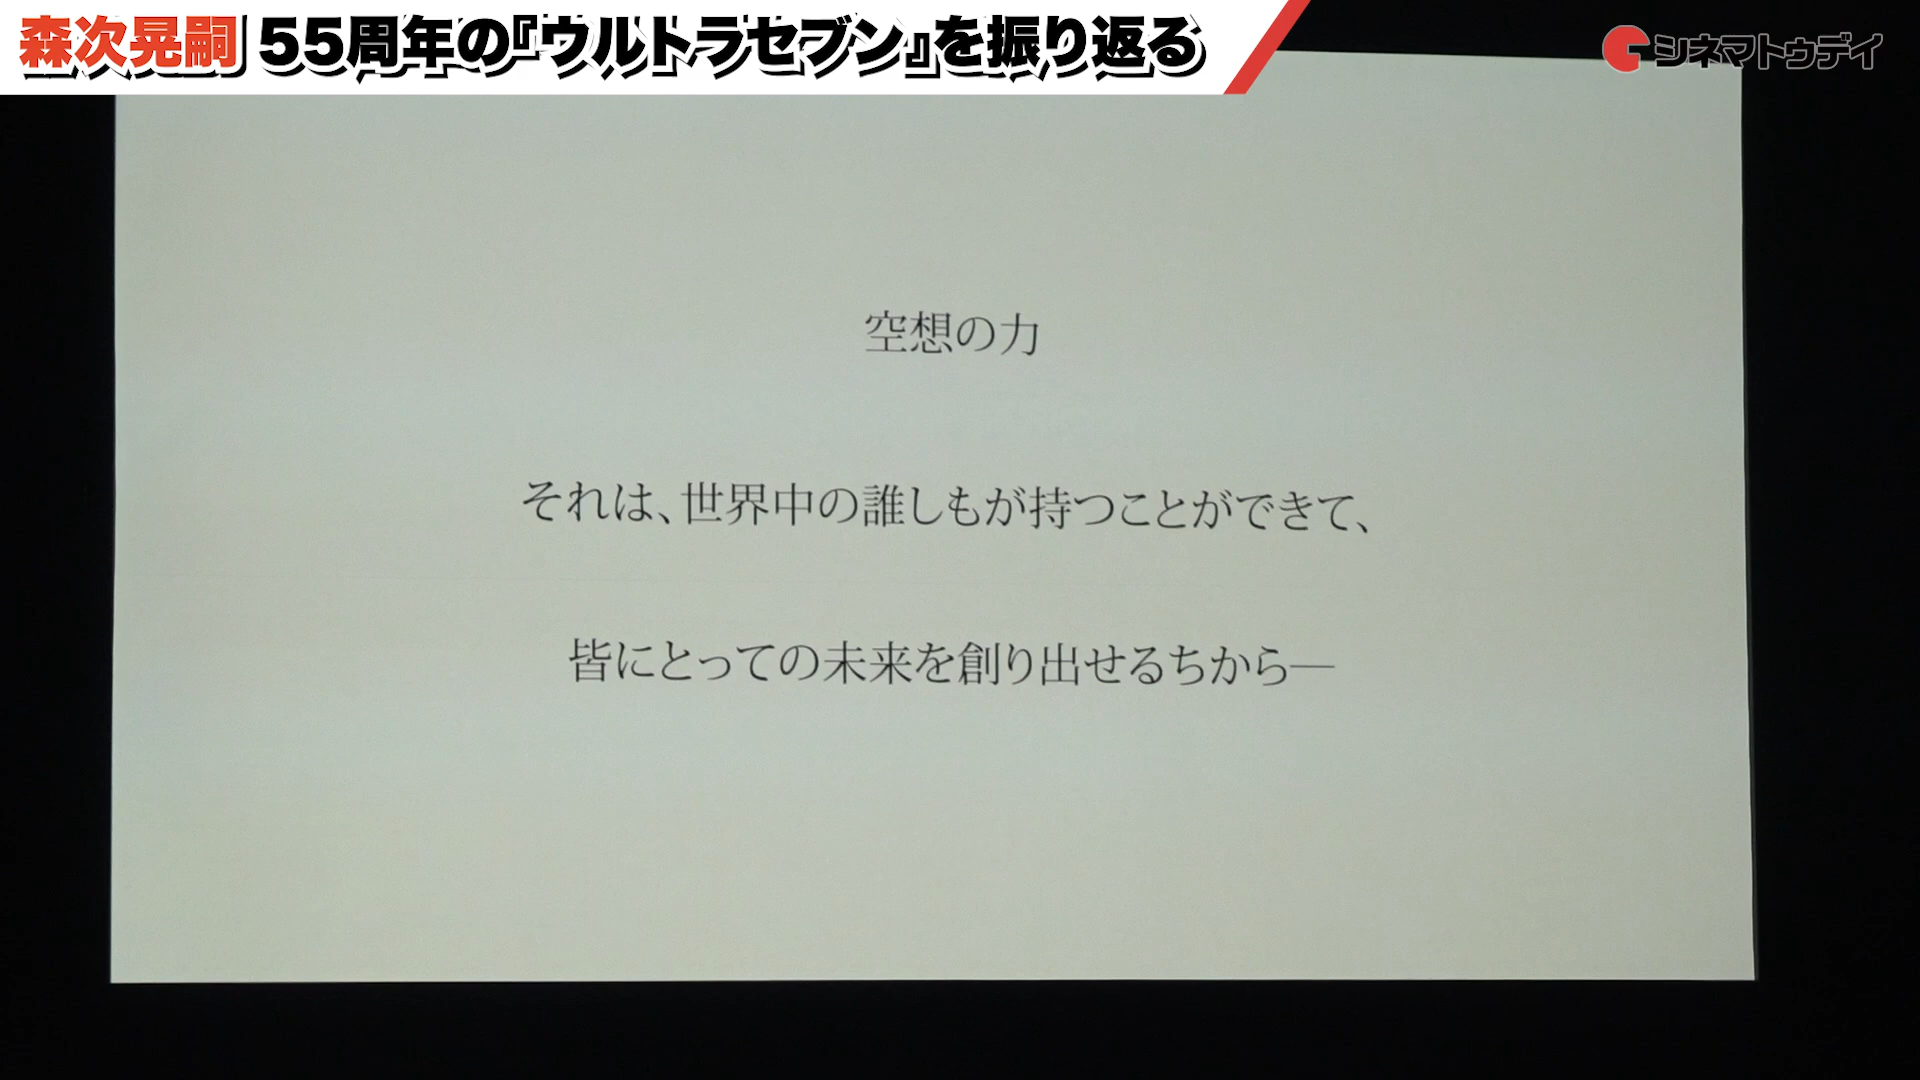 森次晃嗣 55周年の『ウルトラセブン』を振り返る
シネマトゥデイ
空想の力
それは、世界中の誰しもが持つことができて、
皆にとっての未来を創り出せるちから―